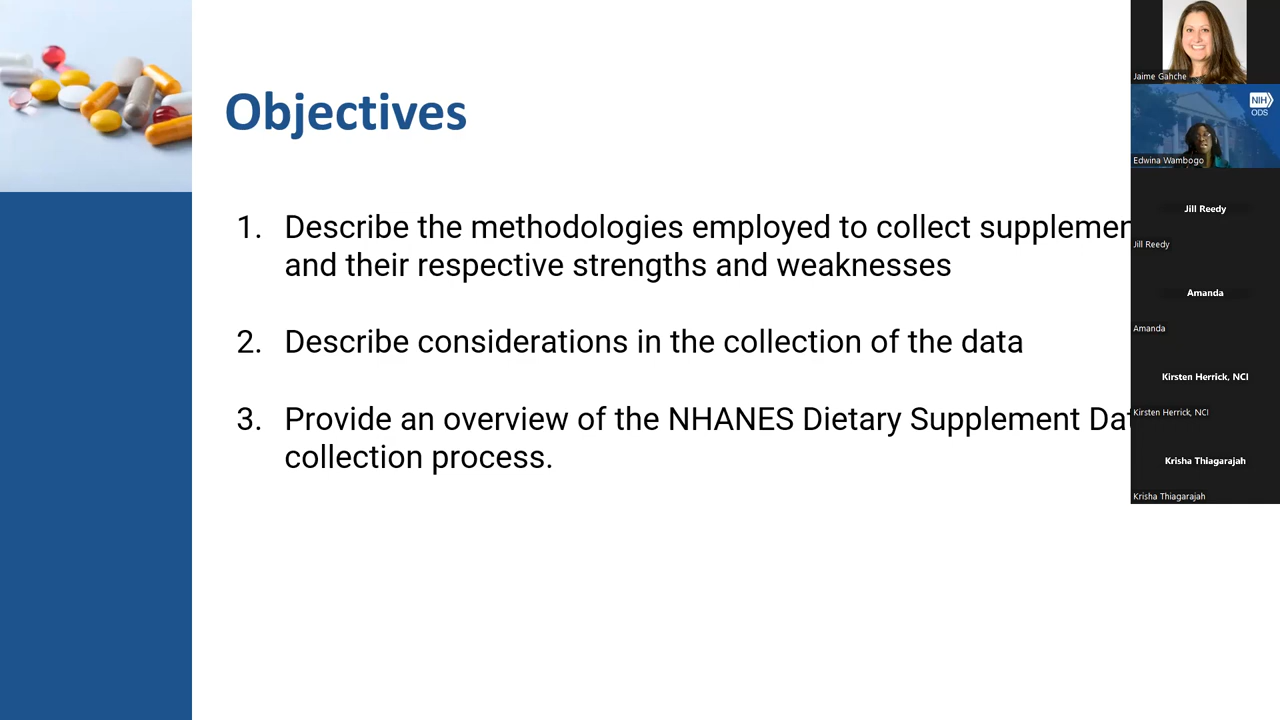 Objectives
1. Describe the methodologies employed to collect
and their respective strengths and weaknesses
2. Describe considerations in the collection of the data
3. Provide an overview of the NHANES Dietary Supplement
collection process.
Jaime Gahche
NIH
ODS
Edwina Wambogo
Jill Reedy
Jill Reedy
Amanda
Amanda
Kirsten Herrick, NCI
Kirsten Herrick, NCI
Krisha Thiagarajah
Krisha Thiagarajah